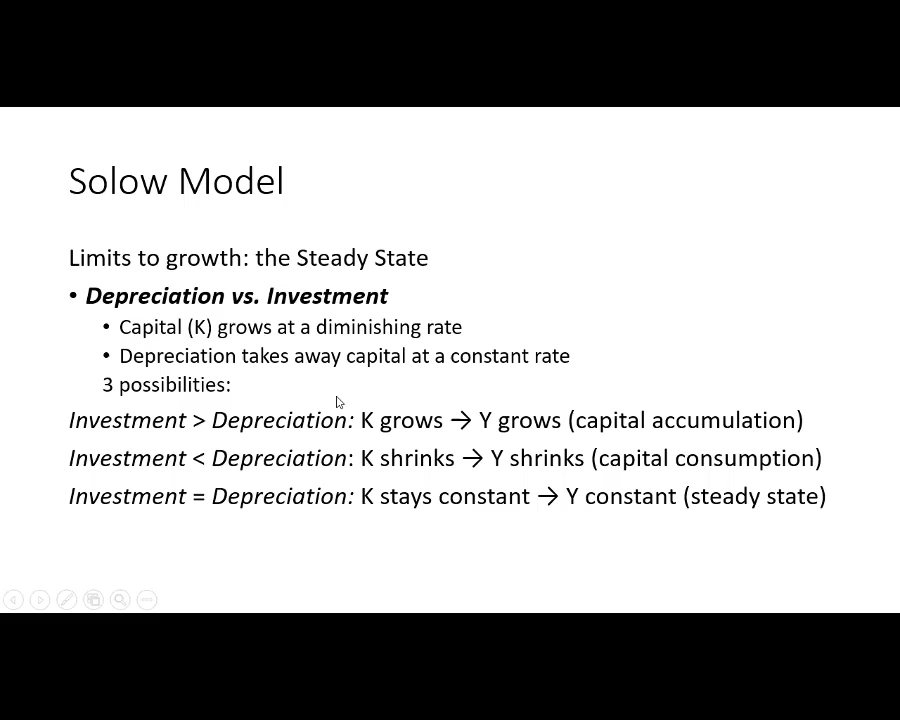 Solow Model
Limits to growth: the Steady State
• Depreciation vs. Investment
• Capital (K) grows at a diminishing rate
• Depreciation takes away capital at a constant rate
3 possibilities:
Investment > Depreciation: K grows → Y grows (capital accumulation)
Investment < Depreciation: K shrinks → Y shrinks (capital consumption)
Investment = Depreciation: K stays constant → Y constant (steady state)